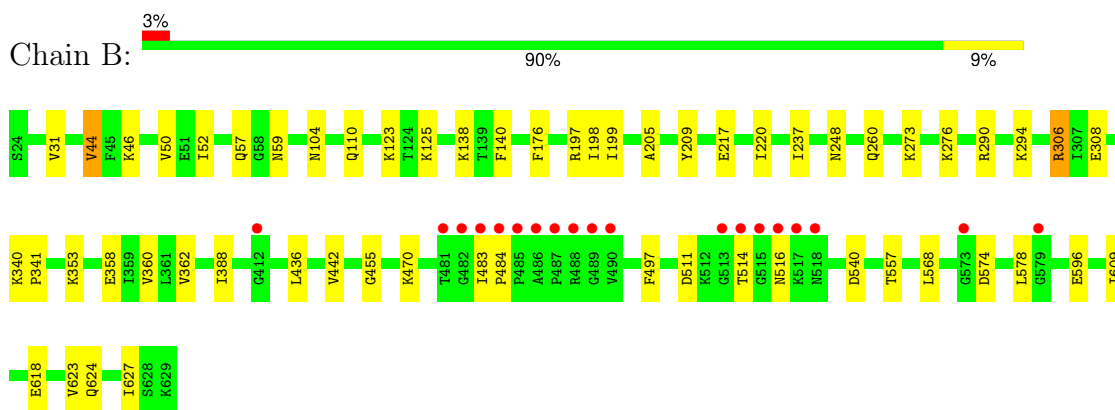 3%
Chain B:
90% 9%
S24 V31 V44 F45 K46 V50 E51 I52 Q57 G58 N59 N104 Q110 K123 T124 K125 K138 T139 F140 F176 R197 I198 I199 A205 Y209 E217 I220 I237 N248 Q260 K273 K276 R290 K294 R306 I307 E308
K340 P341 K353 E358 I359 V360 L361 V362 I388 G412 L436 V442 G455 K470 T481 G482 I483 P484 P485 A486 P487 R488 G489 V490 F497 D511 K512 G513 T514 G515 N516 K517 N518 D540 T557 L568 G573 D574 L578 G579 E596 I609
E618 V623 Q624 I627 S628 K629